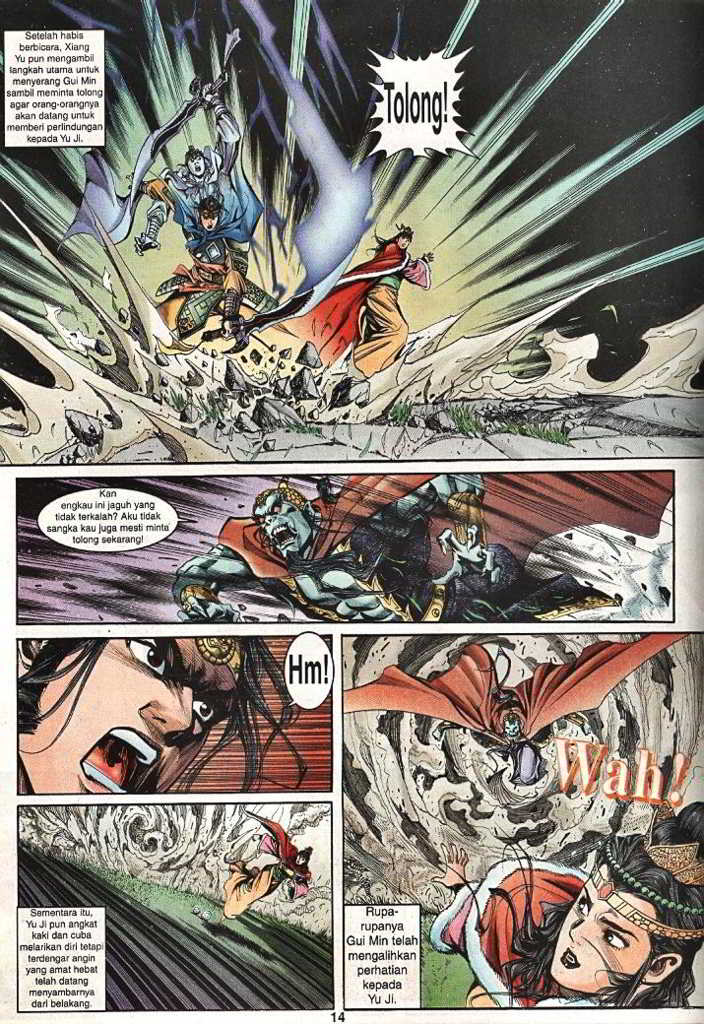 Setelah habis
berbicara, Xiang
Yu pun mengambil
langkah utama untuk
menyerang Gui Min
sambil meminta tolong
agar orang-orangnya
akan datang untuk
memberi perlindungan
kepada Yu Ji.
Tolong!
Kan
engkau ini jaguh yang
tidak terkalah? Aku tidak
sangka kau juga mesti minta
tolong sekarang!
Hm!
Wah!
Sementara itu,
Yu Ji pun angkat
kaki dan cuba
melarikan diri tetapi
terdengar angin
yang amat hebat
telah datang
menyambarnya
dari belakang.
Rupa-
rupanya
Gui Min telah
mengalihkan
perhatian
kepada
Yu Ji.
14